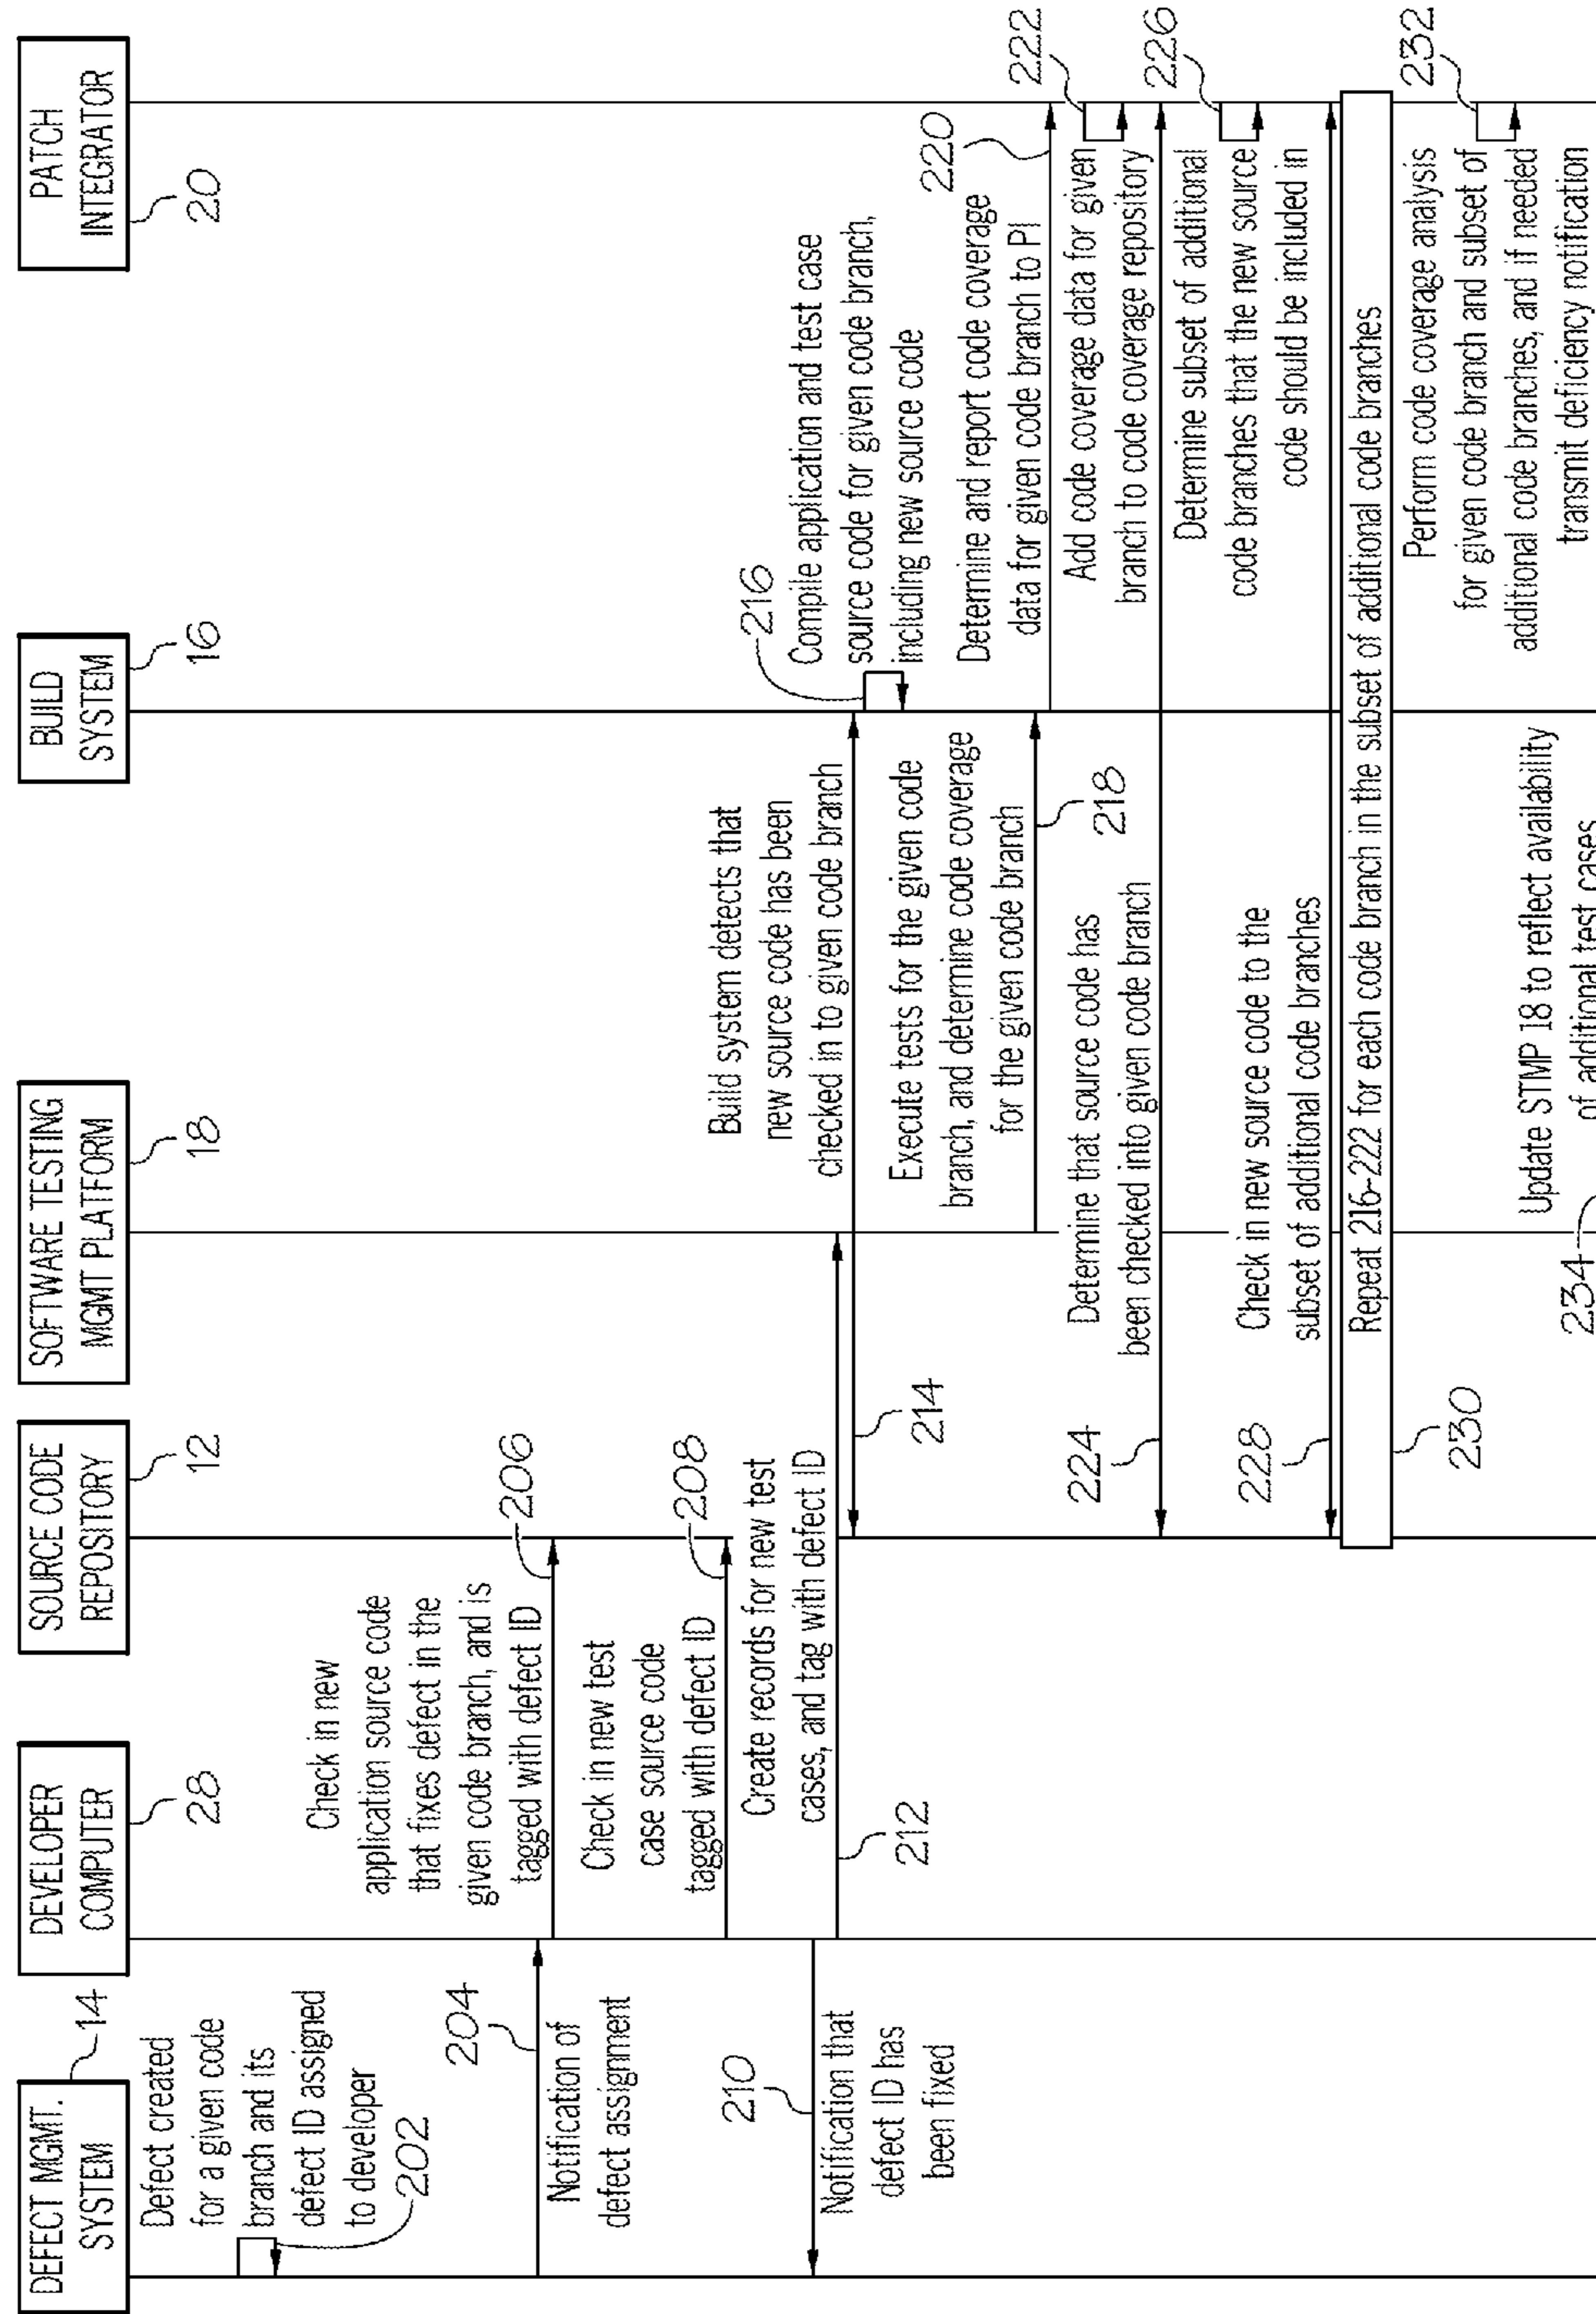 DEFECT MGMT.
SYSTEM
14
DEVELOPER
COMPUTER
28
SOURCE CODE
REPOSITORY
12
SOFTWARE TESTING
MGMT PLATFORM
18
BUILD
SYSTEM
16
PATCH
INTEGRATOR
20
Defect created
for a given code
branch and its
defect ID assigned
to developer
202
204
Notification of
defect assignment
Check in new
application source code
that fixes defect in the
given code branch, and is
tagged with defect ID
206
Check in new test
case source code
tagged with defect ID
208
210
Notification that
defect ID has
been fixed
Create records for new test
cases, and tag with defect ID
212
Build system detects that
new source code has been
checked in to given code branch
214
216
Compile application and test case
source code for given code branch,
including new source code
Execute tests for the given code
branch, and determine code coverage
for the given code branch
218
Determine and report code coverage
data for given code branch to PI
220
Add code coverage data for given
branch to code coverage repository
222
Determine that source code has
been checked into given code branch
224
Determine subset of additional
code branches that the new source
code should be included in
226
Check in new source code to the
subset of additional code branches
228
Repeat 216-222 for each code branch in the subset of additional code branches
230
Perform code coverage analysis
for given code branch and subset of
additional code branches, and if needed
transmit deficiency notification
232
Update STMP 18 to reflect availability
of additional test cases
234